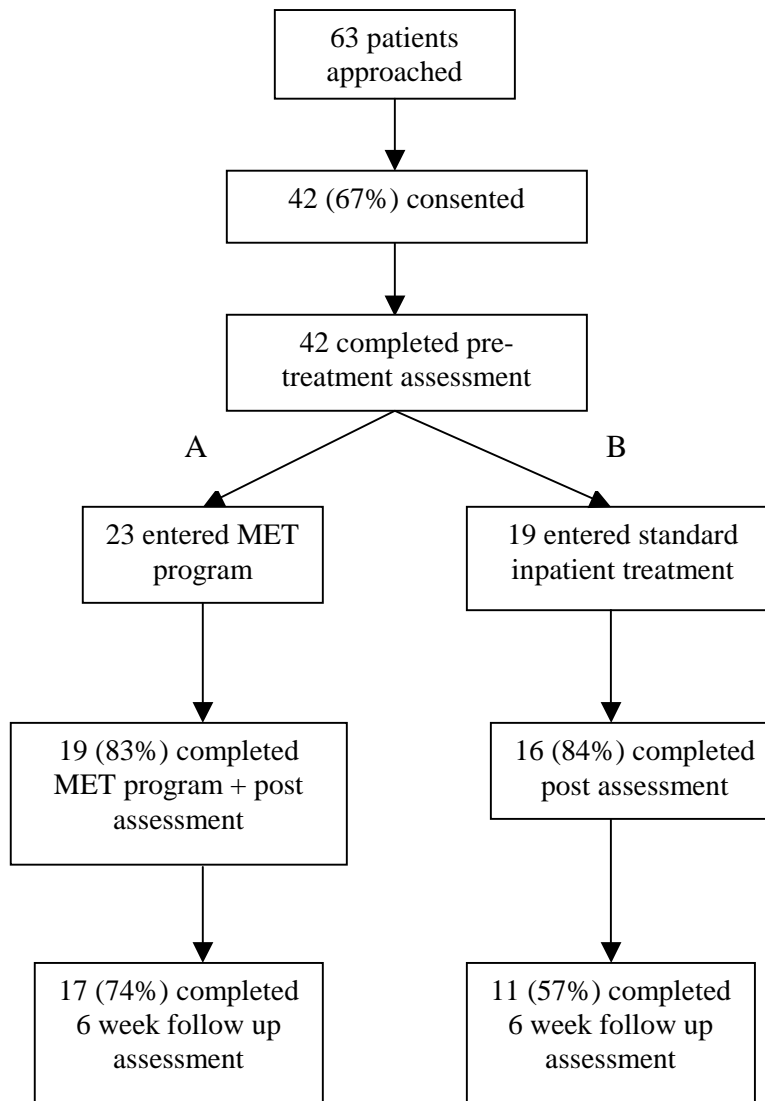 63 patients
approached
42 (67%) consented
42 completed pre-
treatment assessment
A
B
23 entered MET
program
19 entered standard
inpatient treatment
19 (83%) completed
MET program + post
assessment
16 (84%) completed
post assessment
17 (74%) completed
6 week follow up
assessment
11 (57%) completed
6 week follow up
assessment